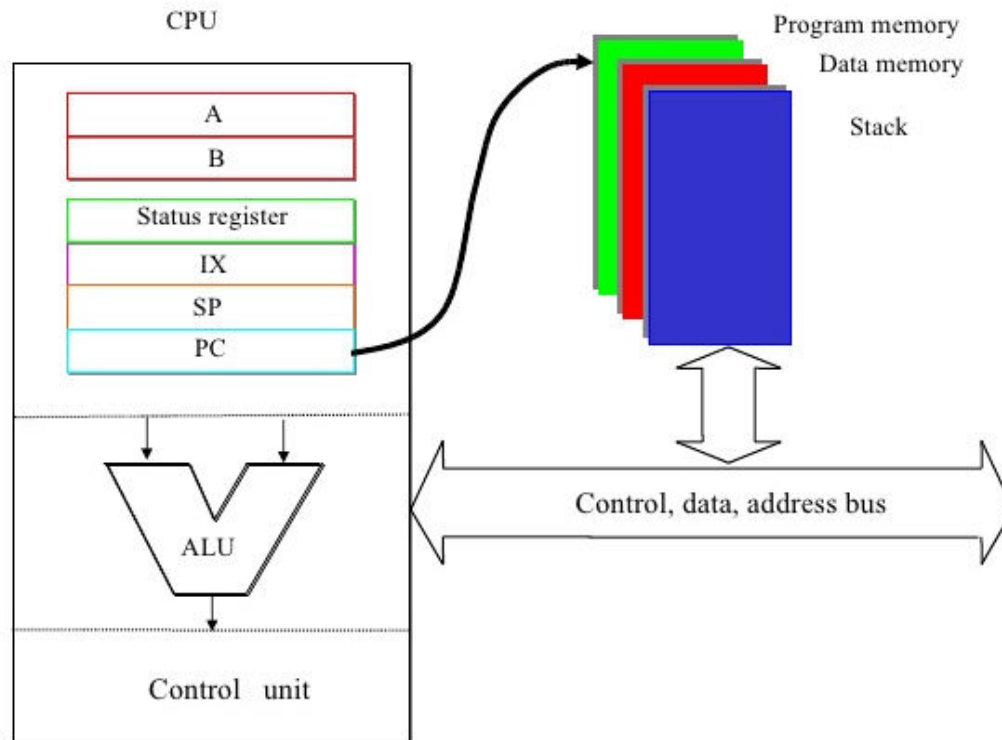 CPU
Program memory
Data memory
Stack
A
B
Status register
IX
SP
PC
ALU
Control, data, address bus
Control unit